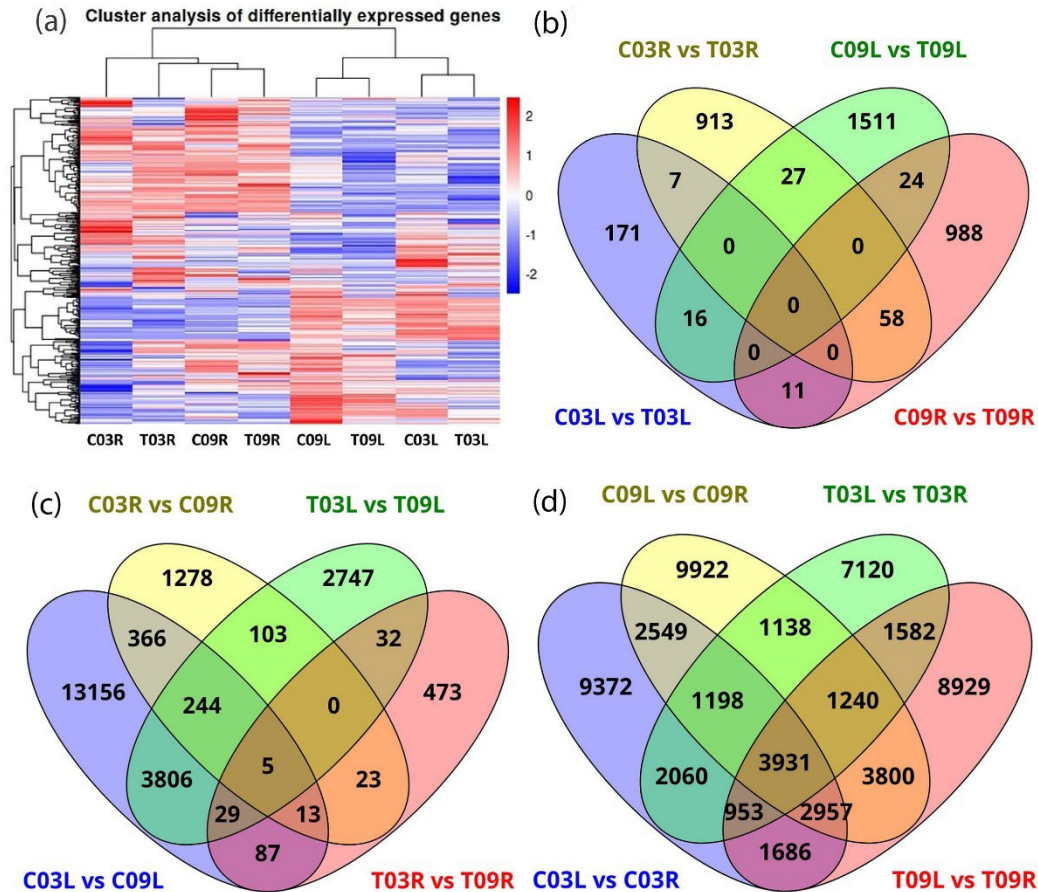 (a)
Cluster analysis of differentially expressed genes
2
1
0
-1
-2
C03R T03R C09R T09R C09L T09L C03L T03L
(b)
C03R vs T03R C09L vs T09L
913 1511
7 27 24
171 0 0 988
16 0 58
0 0
11
C03L vs T03L C09R vs T09R
(c)
C03R vs C09R T03L vs T09L
1278 2747
366 103 32
13156 244 0 473
3806 5 23
29 13
87
C03L vs C09L T03R vs T09R
(d)
C09L vs C09R T03L vs T03R
9922 7120
2549 1138 1582
9372 1198 1240 8929
2060 3931 3800
953 2957
1686
C03L vs C03R T09L vs T09R